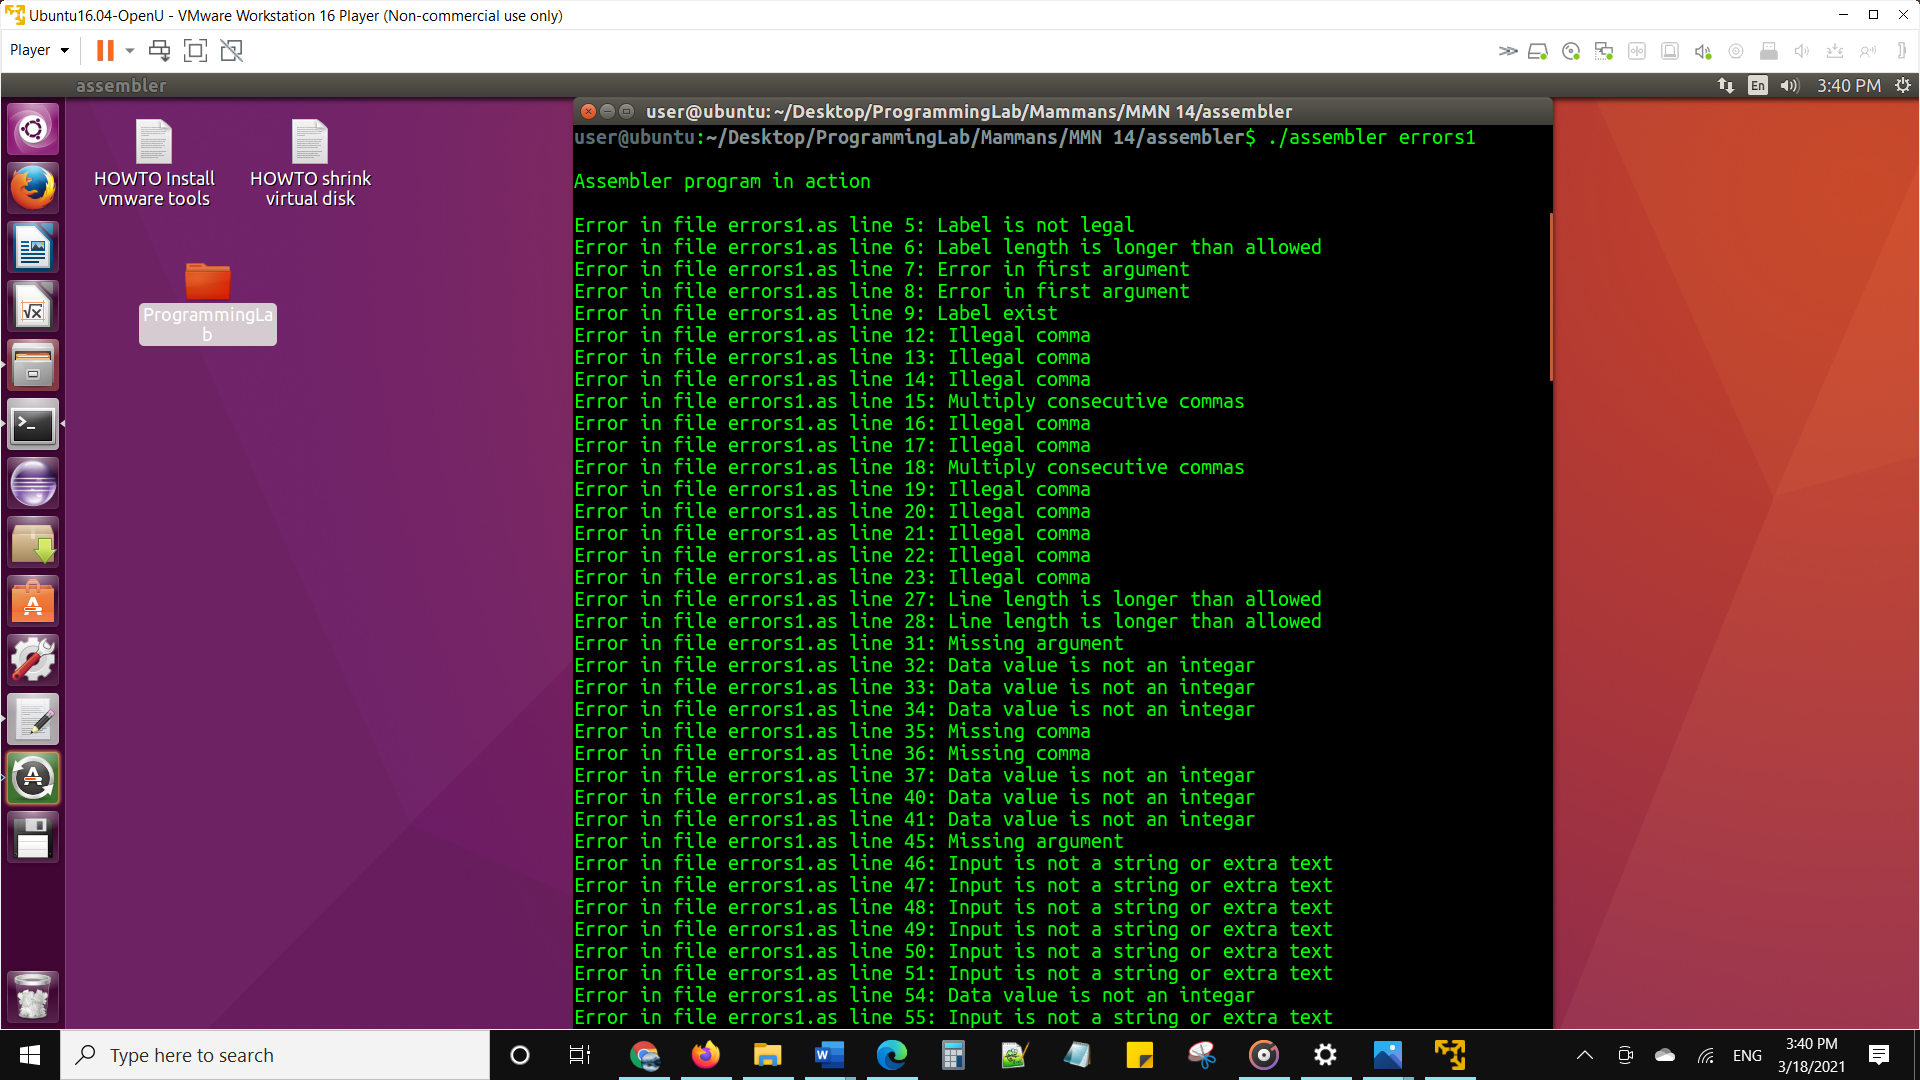 Ubuntu16.04-OpenU - VMware Workstation 16 Player (Non-commercial use only)
Player
assembler
En
3:40 PM
HOWTO Install
vmware tools
HOWTO shrink
virtual disk
ProgrammingLa
b
user@ubuntu: ~/Desktop/ProgrammingLab/Mammans/MMN 14/assembler
user@ubuntu:~/Desktop/ProgrammingLab/Mammans/MMN 14/assembler$ ./assembler errors1
Assembler program in action
Error in file errors1.as line 5: Label is not legal
Error in file errors1.as line 6: Label length is longer than allowed
Error in file errors1.as line 7: Error in first argument
Error in file errors1.as line 8: Error in first argument
Error in file errors1.as line 9: Label exist
Error in file errors1.as line 12: Illegal comma
Error in file errors1.as line 13: Illegal comma
Error in file errors1.as line 14: Illegal comma
Error in file errors1.as line 15: Multiply consecutive commas
Error in file errors1.as line 16: Illegal comma
Error in file errors1.as line 17: Illegal comma
Error in file errors1.as line 18: Multiply consecutive commas
Error in file errors1.as line 19: Illegal comma
Error in file errors1.as line 20: Illegal comma
Error in file errors1.as line 21: Illegal comma
Error in file errors1.as line 22: Illegal comma
Error in file errors1.as line 23: Illegal comma
Error in file errors1.as line 27: Line length is longer than allowed
Error in file errors1.as line 28: Line length is longer than allowed
Error in file errors1.as line 31: Missing argument
Error in file errors1.as line 32: Data value is not an integar
Error in file errors1.as line 33: Data value is not an integar
Error in file errors1.as line 34: Data value is not an integar
Error in file errors1.as line 35: Missing comma
Error in file errors1.as line 36: Missing comma
Error in file errors1.as line 37: Data value is not an integar
Error in file errors1.as line 40: Data value is not an integar
Error in file errors1.as line 41: Data value is not an integar
Error in file errors1.as line 45: Missing argument
Error in file errors1.as line 46: Input is not a string or extra text
Error in file errors1.as line 47: Input is not a string or extra text
Error in file errors1.as line 48: Input is not a string or extra text
Error in file errors1.as line 49: Input is not a string or extra text
Error in file errors1.as line 50: Input is not a string or extra text
Error in file errors1.as line 51: Input is not a string or extra text
Error in file errors1.as line 54: Data value is not an integar
Error in file errors1.as line 55: Input is not a string or extra text
Type here to search
ENG
3:40 PM
3/18/2021